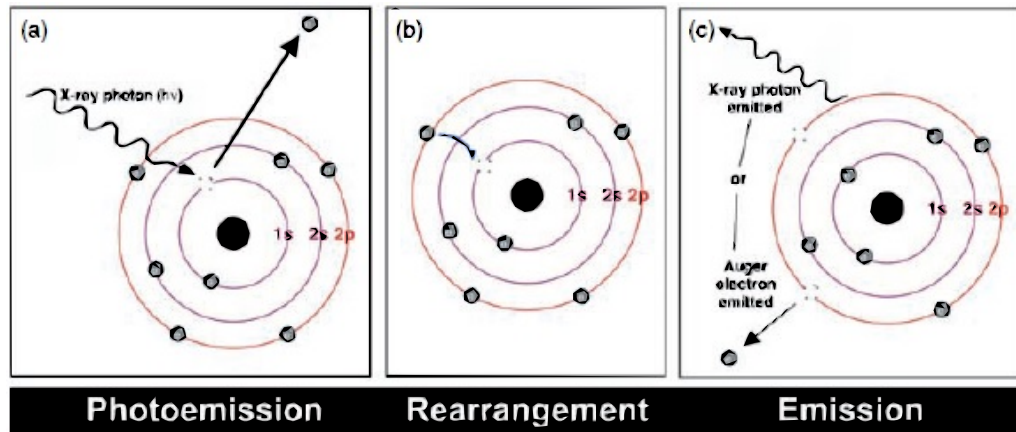 (a)
X-ray photon (hv)
1s 2s 2p
(b)
1s 2s 2p
(c)
X-ray photon
emitted
or
Auger
electron
emitted
1s 2s 2p
Photoemission
Rearrangement
Emission